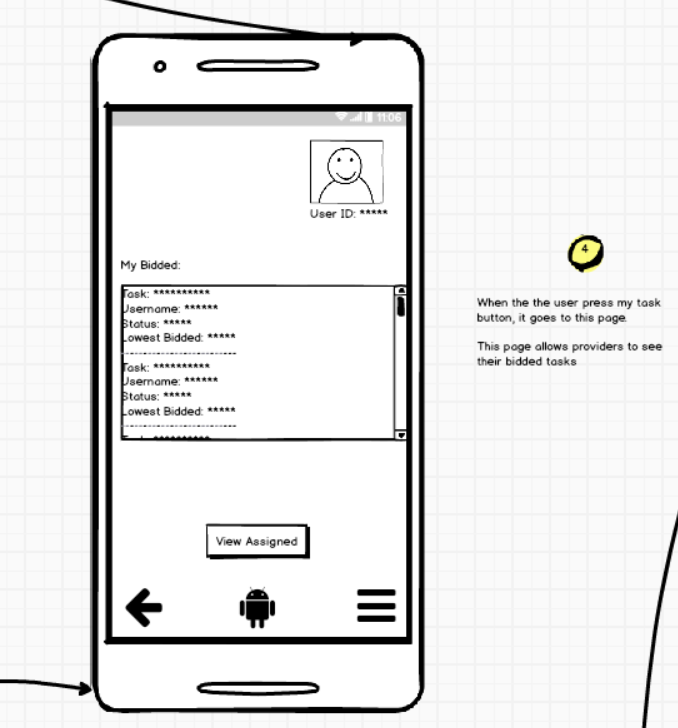 11:06
User ID: *****
My Bidded:
Task: **********
Username: ******
Status: *****
Lowest Bidded: *****
------------------------
Task: **********
Username: ******
Status: *****
Lowest Bidded: *****
------------------------
View Assigned
4
When the the user press my task
button, it goes to this page.
This page allows providers to see
their bidded tasks